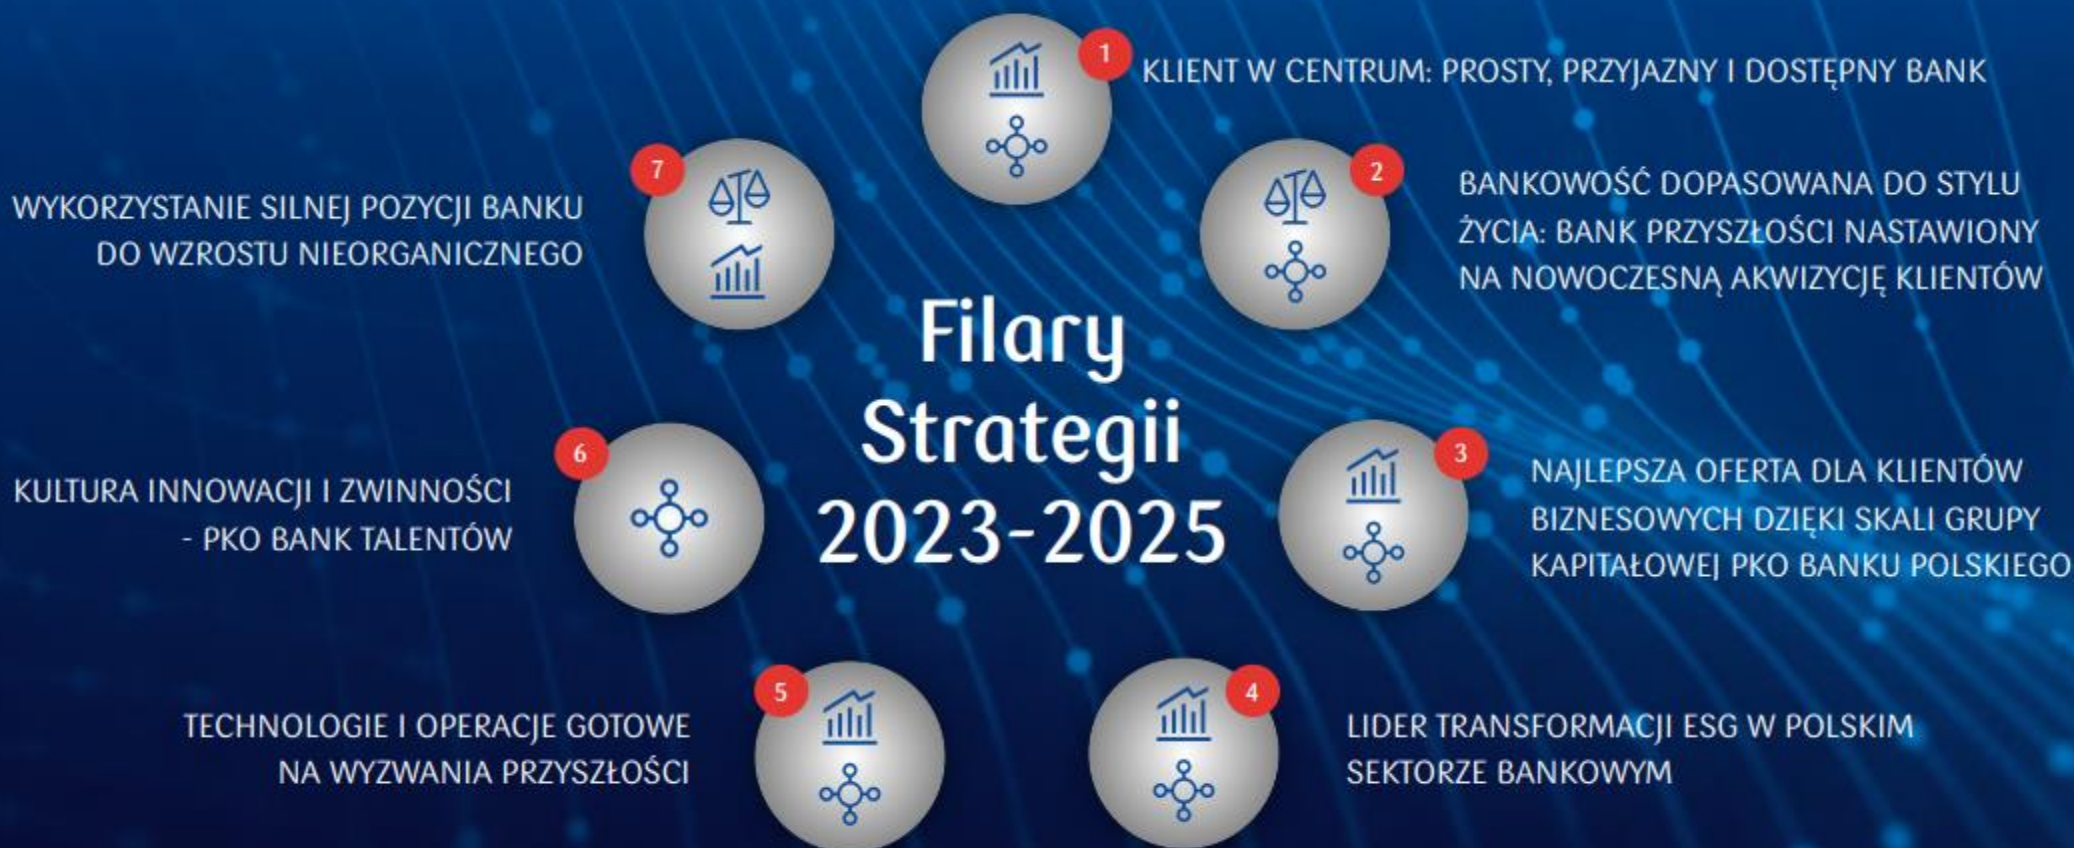 Filary
Strategii
2023-2025
1
KLIENT W CENTRUM: PROSTY, PRZYJAZNY I DOSTĘPNY BANK
2
BANKOWOŚĆ DOPASOWANA DO STYLU
ŻYCIA: BANK PRZYSZŁOŚCI NASTAWIONY
NA NOWOCZESNĄ AKWIZYCJĘ KLIENTÓW
3
NAJLEPSZA OFERTA DLA KLIENTÓW
BIZNESOWYCH DZIĘKI SKALI GRUPY
KAPITAŁOWEJ PKO BANKU POLSKIEGO
4
LIDER TRANSFORMACJI ESG W POLSKIM
SEKTORZE BANKOWYM
5
TECHNOLOGIE I OPERACJE GOTOWE
NA WYZWANIA PRZYSZŁOŚCI
6
KULTURA INNOWACJI I ZWINNOŚCI
- PKO BANK TALENTÓW
7
WYKORZYSTANIE SILNEJ POZYCJI BANKU
DO WZROSTU NIEORGANICZNEGO